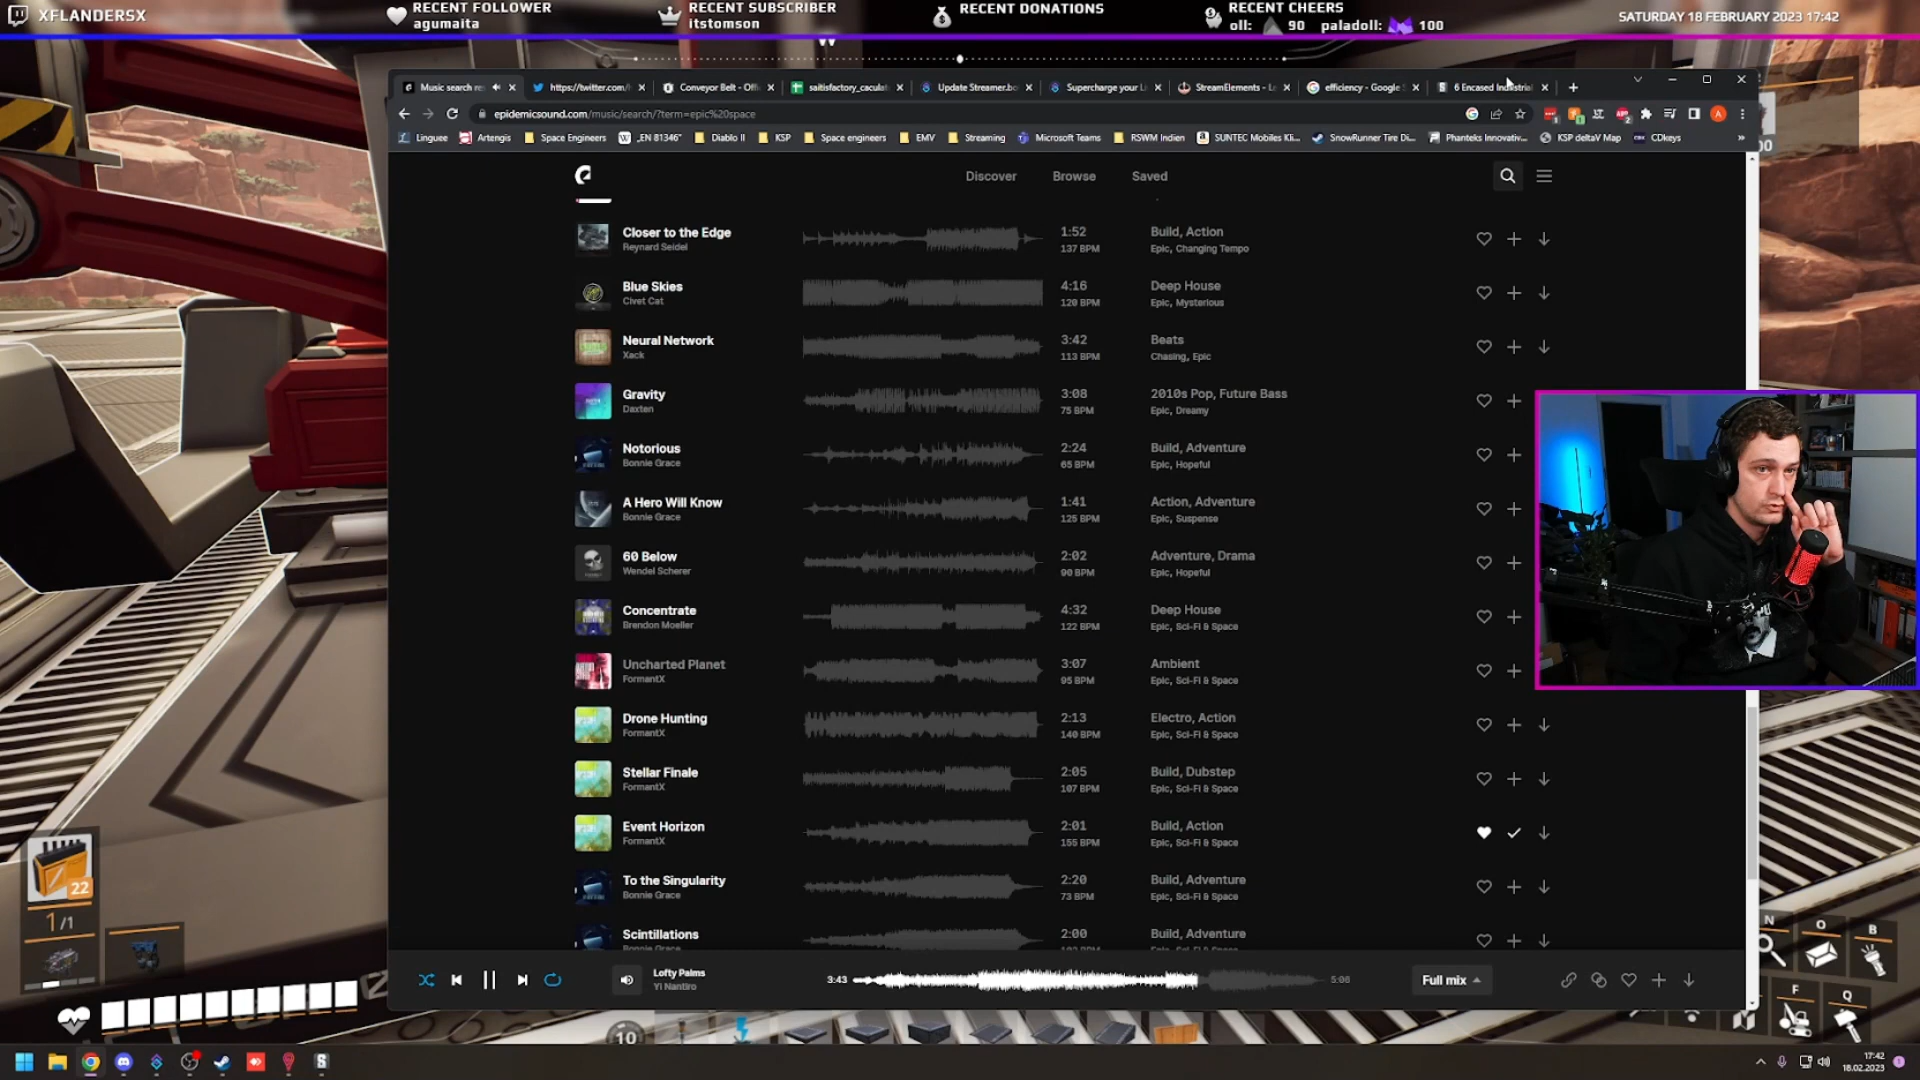 XFLANDERSX
RECENT FOLLOWER
agumaita
RECENT SUBSCRIBER
itstomson
RECENT DONATIONS
RECENT CHEERS
oll: 90 paladoll: 100
SATURDAY 18 FEBRUARY 2023 17:42
W
Music search re
https://twitter.com/
Conveyor Belt - Offi
saitisfactory_caculat
Update Streamer.bo
Supercharge your Li
StreamElements - Le
efficiency - Google S
6 Encased Industrial
epidemicsound.com/music/search/?term=epic%20space
Linguee
Artengis
Space Engineers
„EN 81346"
Diablo II
KSP
Space engineers
EMV
Streaming
Microsoft Teams
RSWM Indien
SUNTEC Mobiles Kli...
SnowRunner Tire Di...
Phanteks Innovativ...
KSP deltaV Map
CDkeys
Discover
Browse
Saved
Closer to the Edge
Reynard Seidel
1:52
137 BPM
Build, Action
Epic, Changing Tempo
Blue Skies
Civet Cat
4:16
120 BPM
Deep House
Epic, Mysterious
Neural Network
Xack
3:42
113 BPM
Beats
Chasing, Epic
Gravity
Daxten
3:08
75 BPM
2010s Pop, Future Bass
Epic, Dreamy
Notorious
Bonnie Grace
2:24
65 BPM
Build, Adventure
Epic, Hopeful
A Hero Will Know
Bonnie Grace
1:41
125 BPM
Action, Adventure
Epic, Suspense
60 Below
Wendel Scherer
2:02
90 BPM
Adventure, Drama
Epic, Hopeful
Concentrate
Brendon Moeller
4:32
122 BPM
Deep House
Epic, Sci-Fi & Space
Uncharted Planet
FormantX
3:07
95 BPM
Ambient
Epic, Sci-Fi & Space
Drone Hunting
FormantX
2:13
140 BPM
Electro, Action
Epic, Sci-Fi & Space
Stellar Finale
FormantX
2:05
107 BPM
Build, Dubstep
Epic, Sci-Fi & Space
Event Horizon
FormantX
2:01
155 BPM
Build, Action
Epic, Sci-Fi & Space
To the Singularity
Bonnie Grace
2:20
73 BPM
Build, Adventure
Epic, Sci-Fi & Space
Scintillations
Bonnie Grace
2:00
Build, Adventure
Lofty Palms
Yi Nantiro
3:43
5:06
Full mix
22
1/1
10
N
O
B
F
Q
17:42
18.02.2023